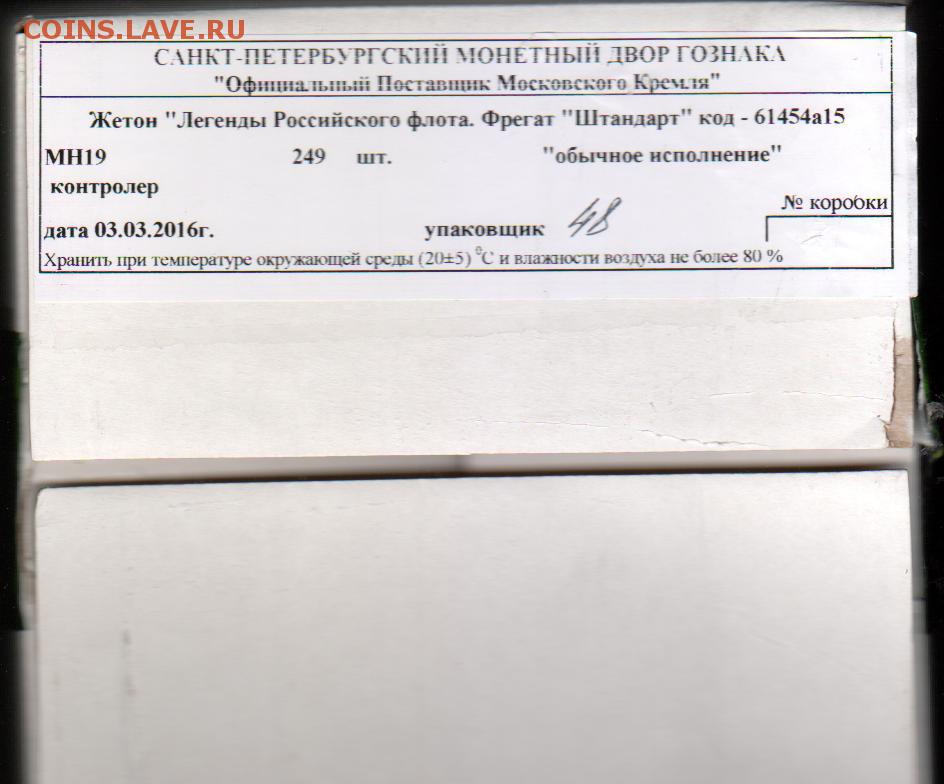 COINS.LAVE.RU
САНКТ-ПЕТЕРБУРГСКИЙ МОНЕТНЫЙ ДВОР ГОЗНАКА
"Официальный Поставщик Московского Кремля"
Жетон "Легенды Российского флота. Фрегат "Штандарт" код - 61454а15
МН19 249 шт. "обычное исполнение"
контролер
№ коробки
дата 03.03.2016г. упаковщик 48
Хранить при температуре окружающей среды (20±5) °С и влажности воздуха не более 80 %